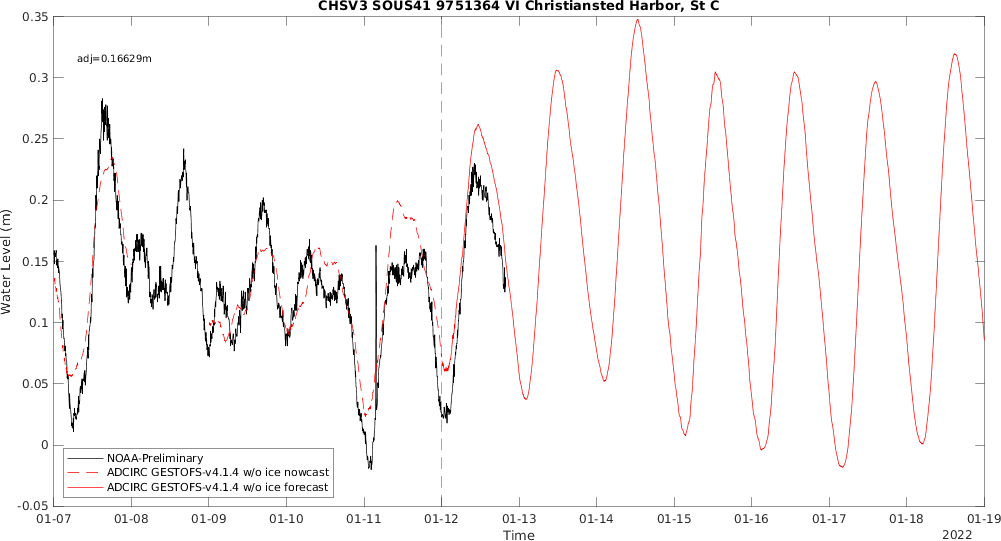 CHSV3 SOUS41 9751364 VI Christiansted Harbor, St C
0.35
0.3
0.25
0.2
0.15
0.1
0.05
0
-0.05
Water Level (m)
adj=0.16629m
NOAA-Preliminary
ADCIRC GESTOFS-v4.1.4 w/o ice nowcast
ADCIRC GESTOFS-v4.1.4 w/o ice forecast
01-07 01-08 01-09 01-10 01-11 01-12 01-13 01-14 01-15 01-16 01-17 01-18 01-19
Time
2022